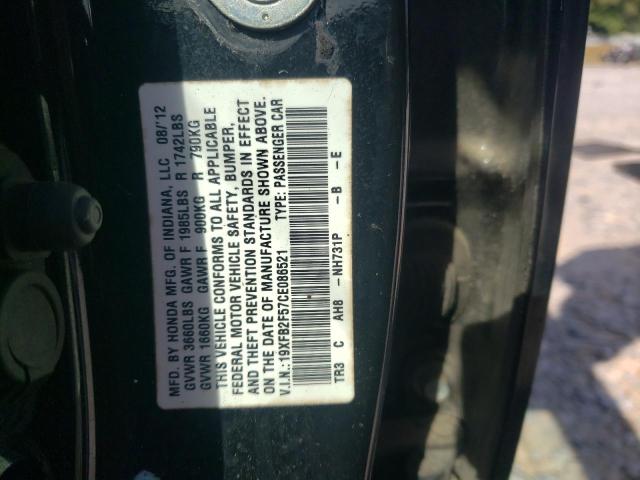 MFD. BY HONDA MFG. OF INDIANA, LLC 08/'12
GVWR 3660LBS GAWR F 1985LBS R 1742LBS
GVWR 1660KG GAWR F 900KG R 790KG
THIS VEHICLE CONFORMS TO ALL APPLICABLE
FEDERAL MOTOR VEHICLE SAFETY, BUMPER,
AND THEFT PREVENTION STANDARDS IN EFFECT
ON THE DATE OF MANUFACTURE SHOWN ABOVE.
V.I.N.:19XFB2F57CE086521 TYPE: PASSENGER CAR
TR3 C AH8 -NH731P -B -E